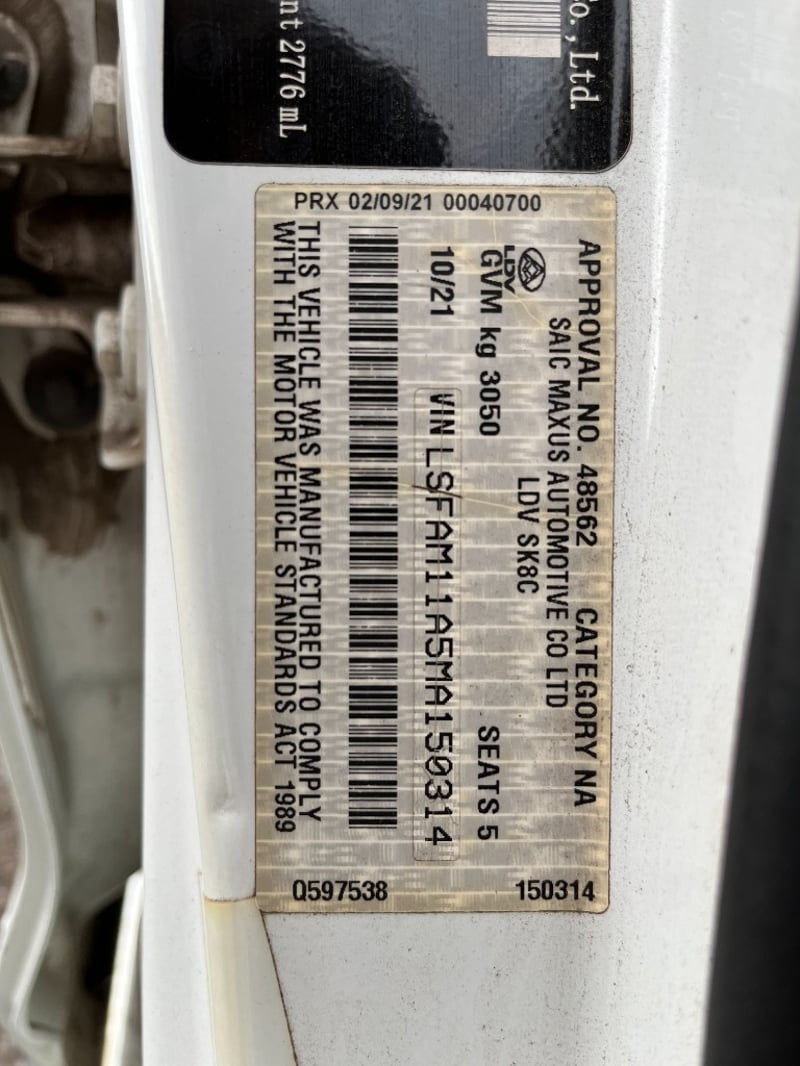 Co., Ltd.
nt 2776 mL
PRX 02/09/21 00040700
APPROVAL NO. 48562 CATEGORY NA
SAIC MAXUS AUTOMOTIVE CO LTD
LDV
LDV SK8C
GVM kg 3050 SEATS 5
10/21 VIN LSFAM11A5MA150314
THIS VEHICLE WAS MANUFACTURED TO COMPLY
WITH THE MOTOR VEHICLE STANDARDS ACT 1989
Q597538 150314